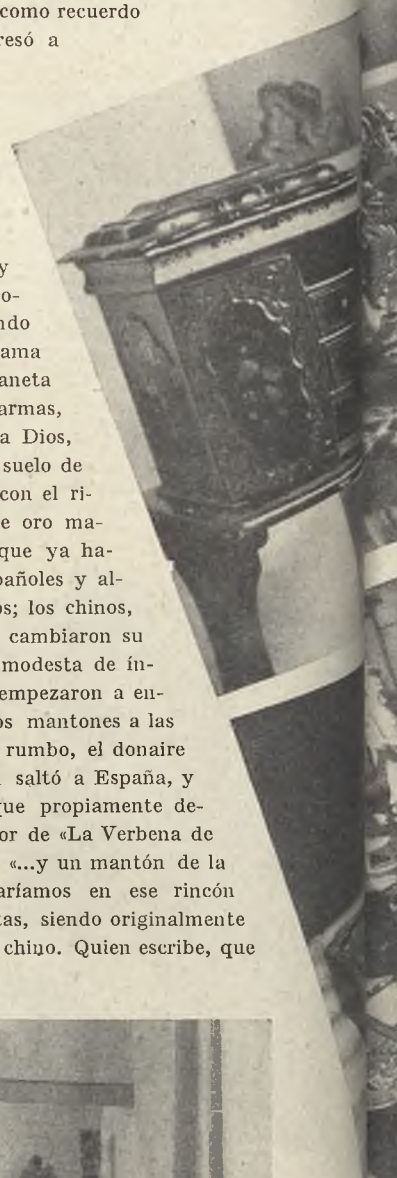 como recuerdo
resó a
y
o-
ndo
ama
aneta
armas,
a Dios,
suelo de
con el ri-
e oro ma-
que ya ha-
pañoles y al-
os; los chinos,
cambiaron su
modesta de ín-
empezaron a en-
os mantones a las
rumbo, el donaire
saltó a España, y
que propiamente de-
or de «La Verbena de
«...y un mantón de la
aríamos en ese rincón
tas, siendo originalmente
chino. Quien escribe, que